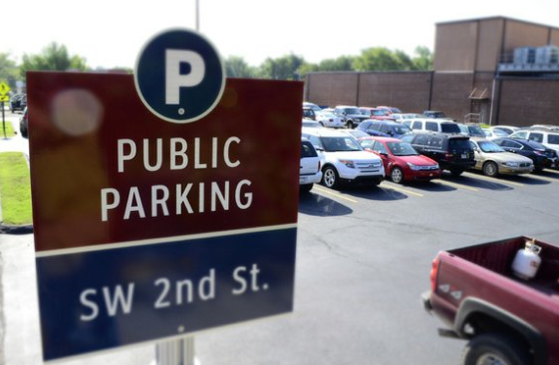 P
PUBLIC
PARKING
SW 2nd St.